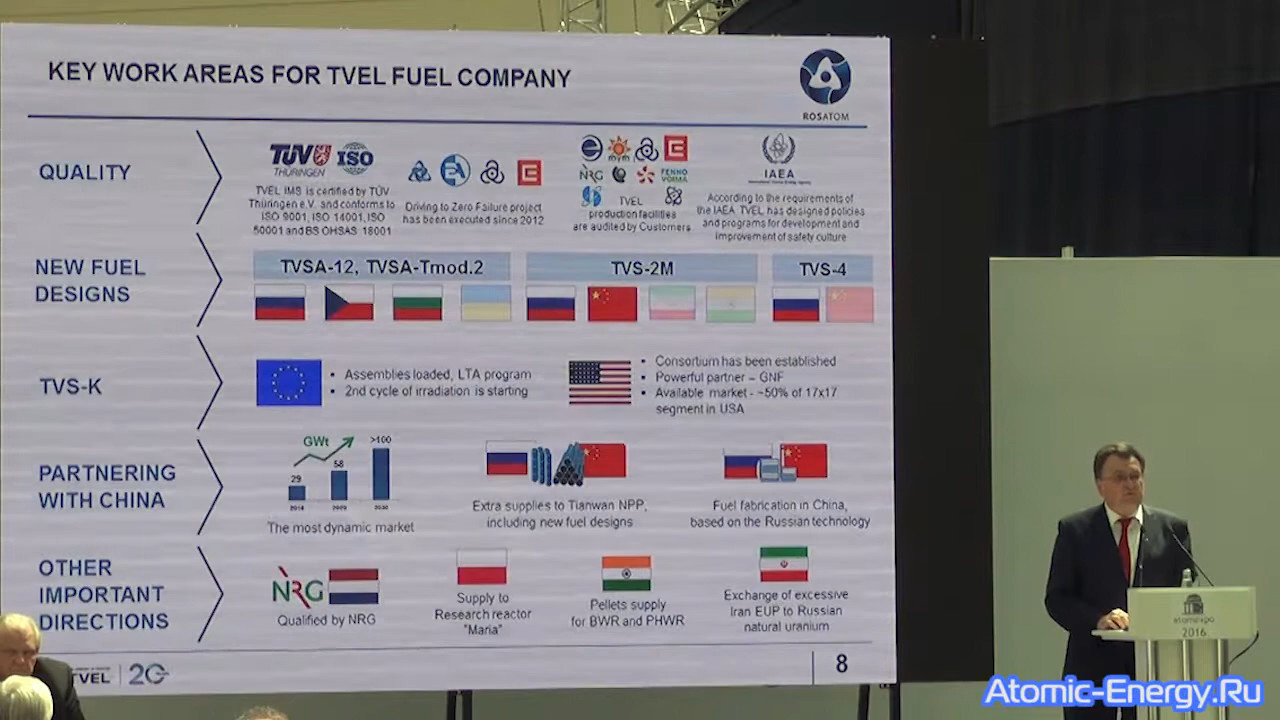 KEY WORK AREAS FOR TVEL FUEL COMPANY
ROSATOM
QUALITY
TÜV
THÜRINGEN
ISO
TVEL IMS is certified by TÜV
Thüringen e.V. and conforms to
ISO 9001, ISO 14001, ISO
50001 and BS OHSAS 18001
Driving to Zero Failure project
has been executed since 2012
NRG
FENNO
VOIMA
TVEL
production facilities
are audited by Customers
IAEA
International Atomic Energy Agency
According to the requirements of
the IAEA TVEL has designed policies
and programs for development and
improvement of safety culture
NEW FUEL
DESIGNS
TVSA-12, TVSA-Tmod.2
TVS-2M
TVS-4
TVS-K
• Assemblies loaded, LTA program
• 2nd cycle of irradiation is starting
• Consortium has been established
• Powerful partner – GNF
• Available market - ~50% of 17x17
segment in USA
PARTNERING
WITH CHINA
GWt
29
58
>100
The most dynamic market
Extra supplies to Tianwan NPP,
including new fuel designs
Fuel fabrication in China,
based on the Russian technology
OTHER
IMPORTANT
DIRECTIONS
NRG
Qualified by NRG
Supply to
Research reactor
"Maria"
Pellets supply
for BWR and PHWR
Exchange of excessive
Iran EUP to Russian
natural uranium
TVEL
20
8
atomexpo
2016
Atomic-Energy.Ru